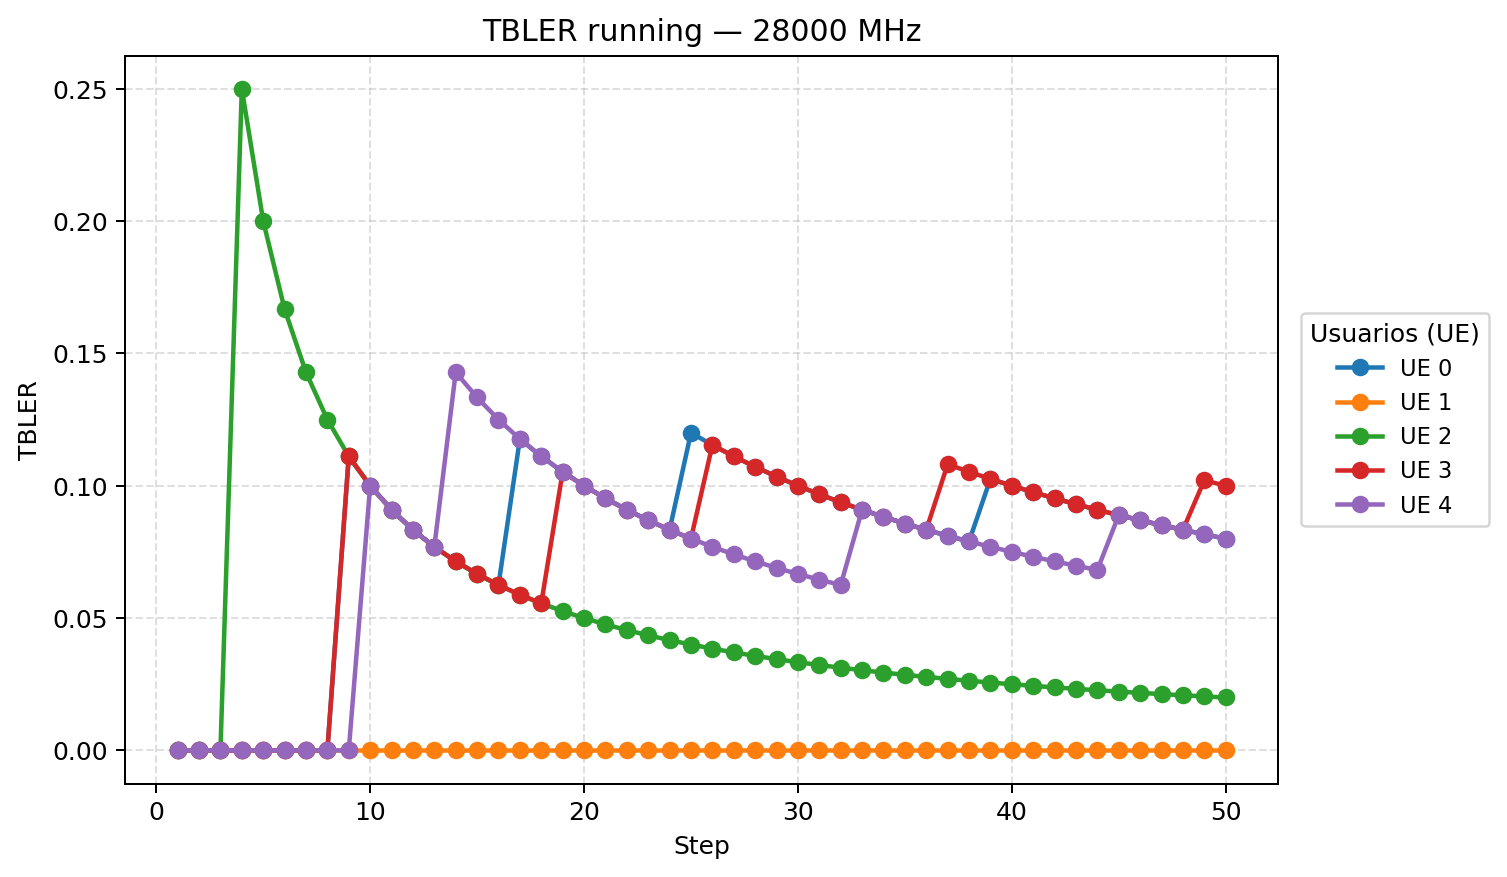 TBLER running — 28000 MHz
0.25
0.20
0.15
0.10
0.05
0.00
TBLER
0 10 20 30 40 50
Step
Usuarios (UE)
UE 0
UE 1
UE 2
UE 3
UE 4